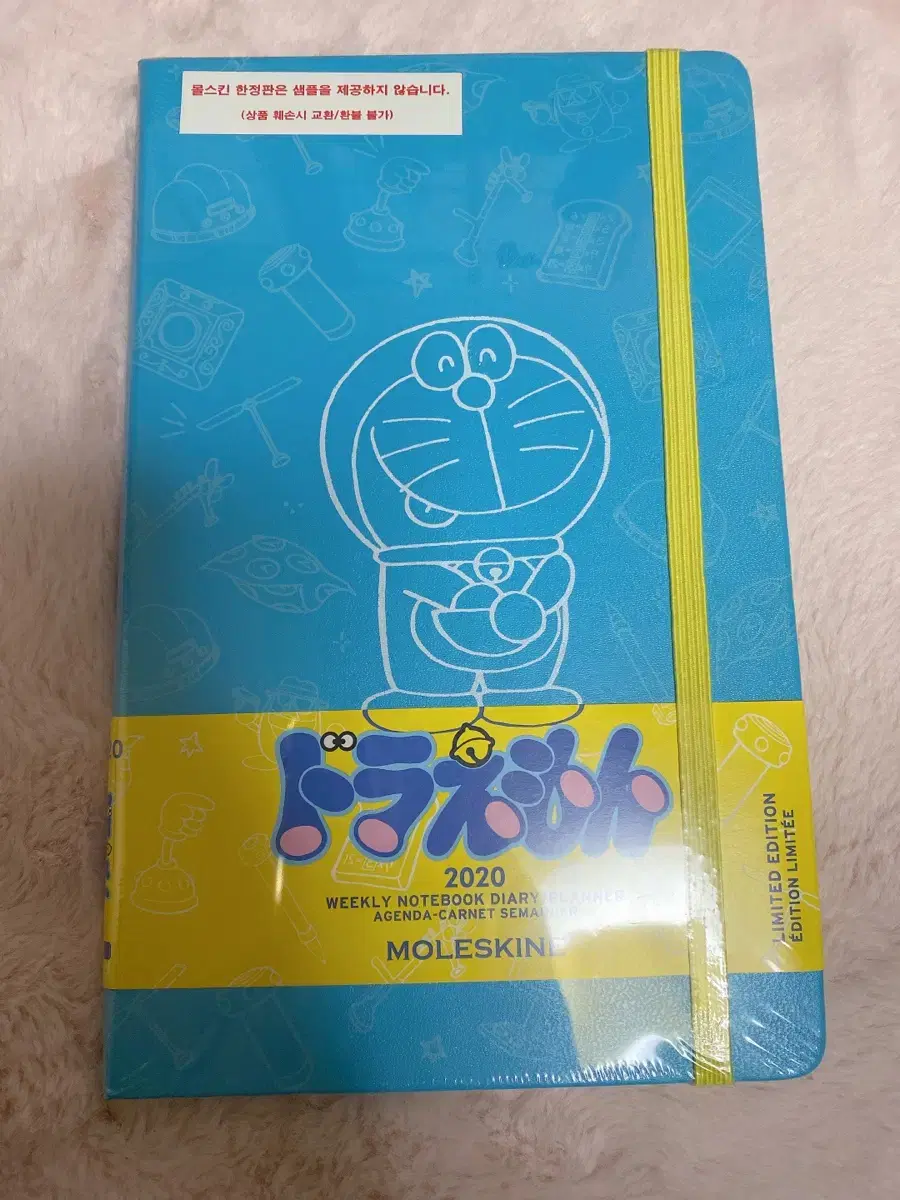 몰스킨 한정판은 샘플을 제공하지 않습니다.
(상품 훼손시 교환/환불 불가)
ドラえもん
2020
WEEKLY NOTEBOOK DIARY/PLANNER
AGENDA-CARNET SEMAINIER
MOLESKINE
LIMITED EDITION
ÉDITION LIMITÉE